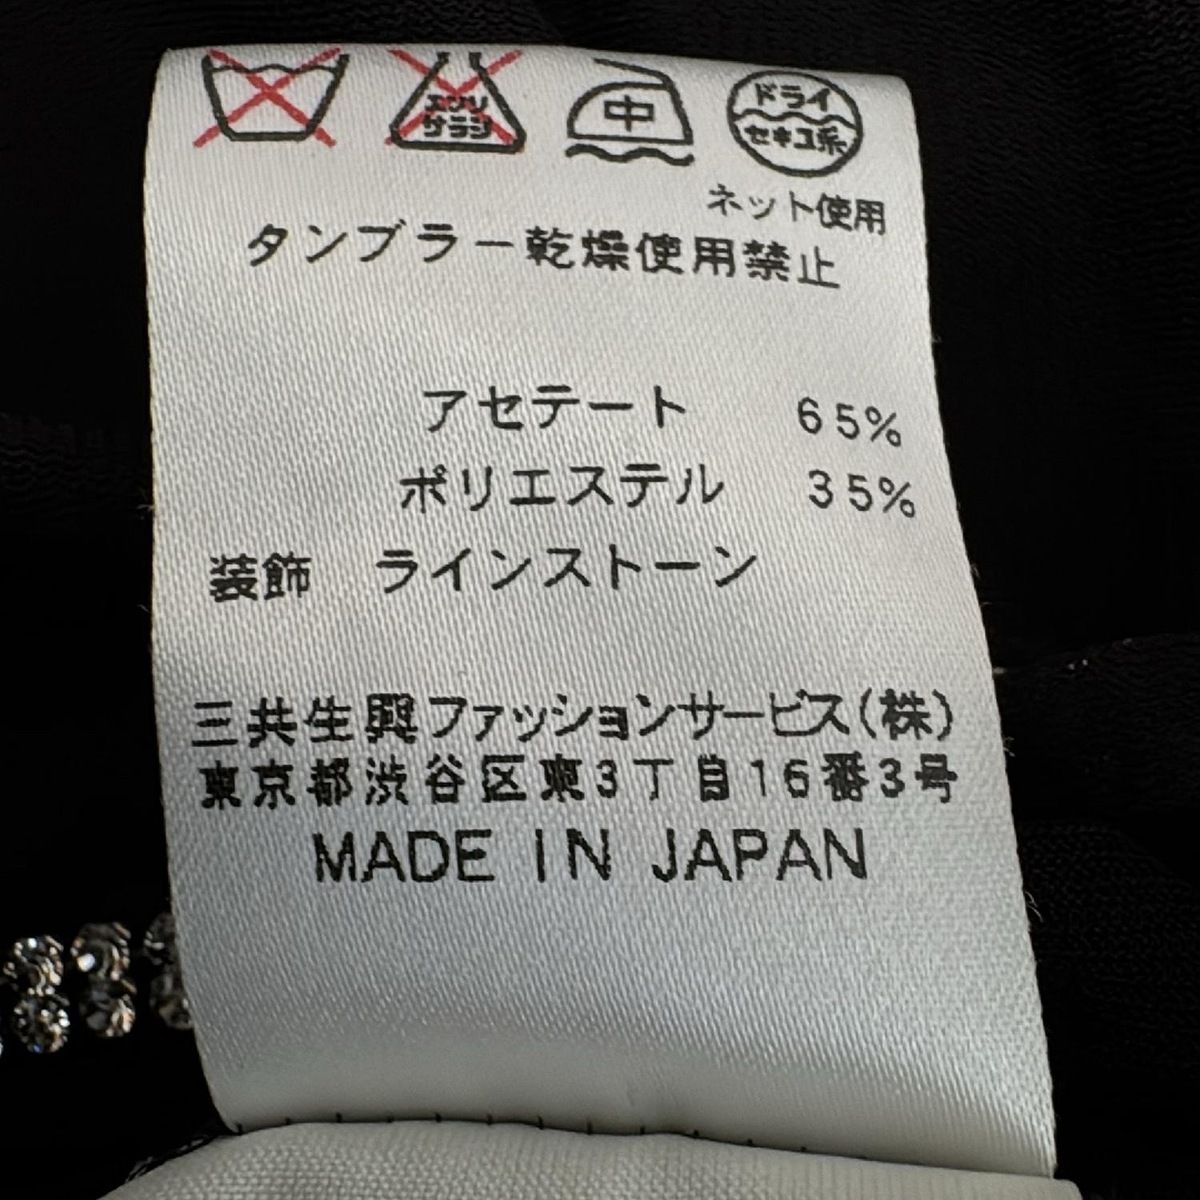 エンソ
サラシ
中
ドライ
セキユ系
ネット使用
タンブラー乾燥使用禁止
アセテート 65%
ポリエステル 35%
装飾 ラインストーン
三共生興ファッションサービス(株)
東京都渋谷区東3丁目16番3号
MADE IN JAPAN